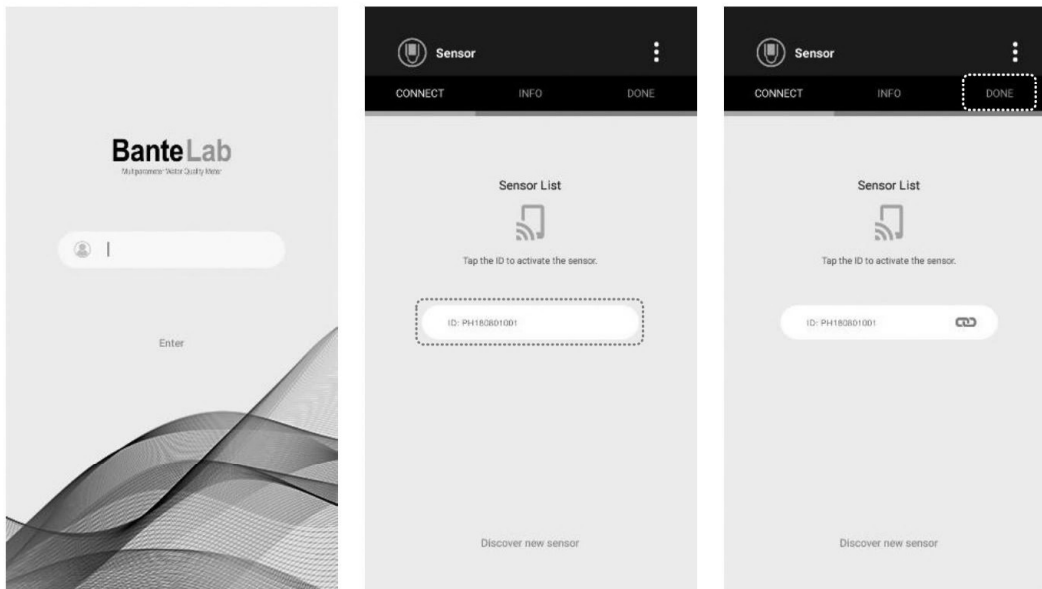 BanteLab
Multiparameter Water Quality Meter
Enter
Sensor
CONNECT INFO DONE
Sensor List
Tap the ID to activate the sensor.
ID: PH180801001
Discover new sensor
Sensor
CONNECT INFO DONE
Sensor List
Tap the ID to activate the sensor.
ID: PH180801001
Discover new sensor